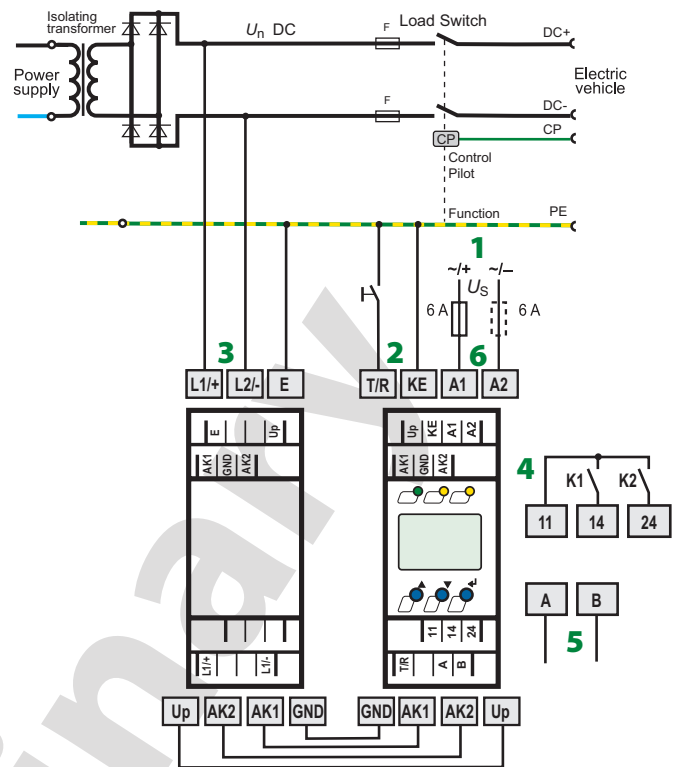 Isolating
transformer
Un DC
F
Load Switch
DC+
Power
supply
Electric
vehicle
F
DC-
CP
CP
Control
Pilot
Function
PE
1
~/+ ~/–
US
6 A
6 A
3
2
6
L1/+ L2/- E
T/R KE A1 A2
E Up
AK1 GND AK2
Up KE A1 A2
AK1 GND AK2
4
K1 K2
11 14 24
A B
5
L1/+ L1/-
11 14 24
T/R A B
Up AK2 AK1 GND
GND AK1 AK2 Up
inary